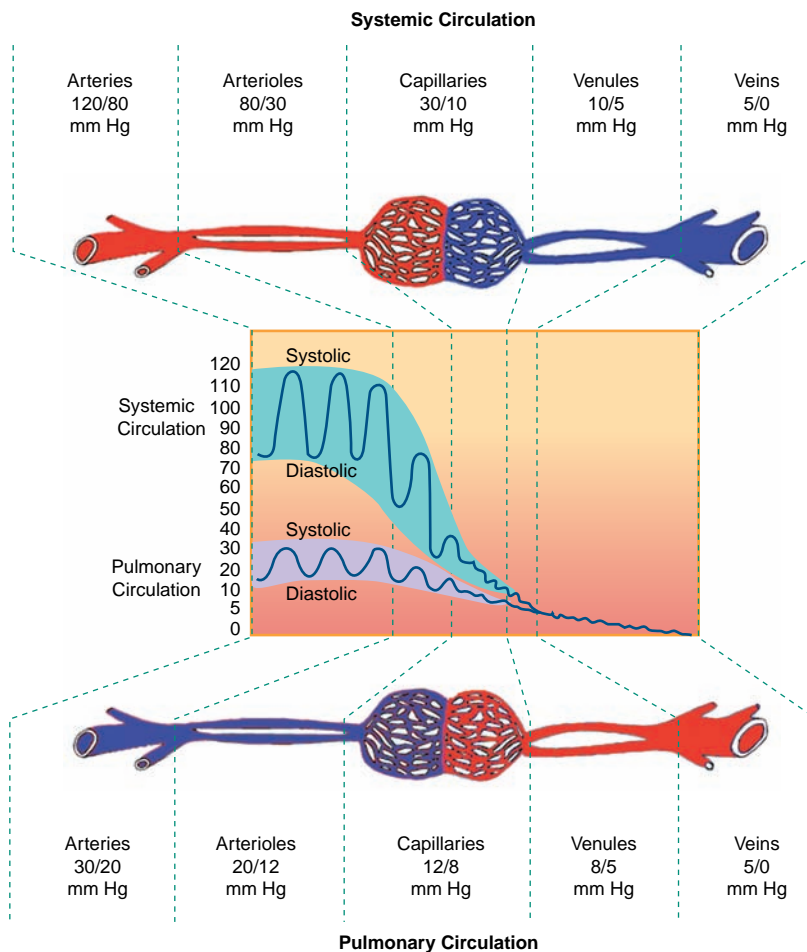 Systemic Circulation
Arteries
120/80
mm Hg
Arterioles
80/30
mm Hg
Capillaries
30/10
mm Hg
Venules
10/5
mm Hg
Veins
5/0
mm Hg
Systemic
Circulation
Pulmonary
Circulation
120
110
100
90
80
70
60
50
40
30
20
10
5
0
Systolic
Diastolic
Systolic
Diastolic
Arteries
30/20
mm Hg
Arterioles
20/12
mm Hg
Capillaries
12/8
mm Hg
Venules
8/5
mm Hg
Veins
5/0
mm Hg
Pulmonary Circulation